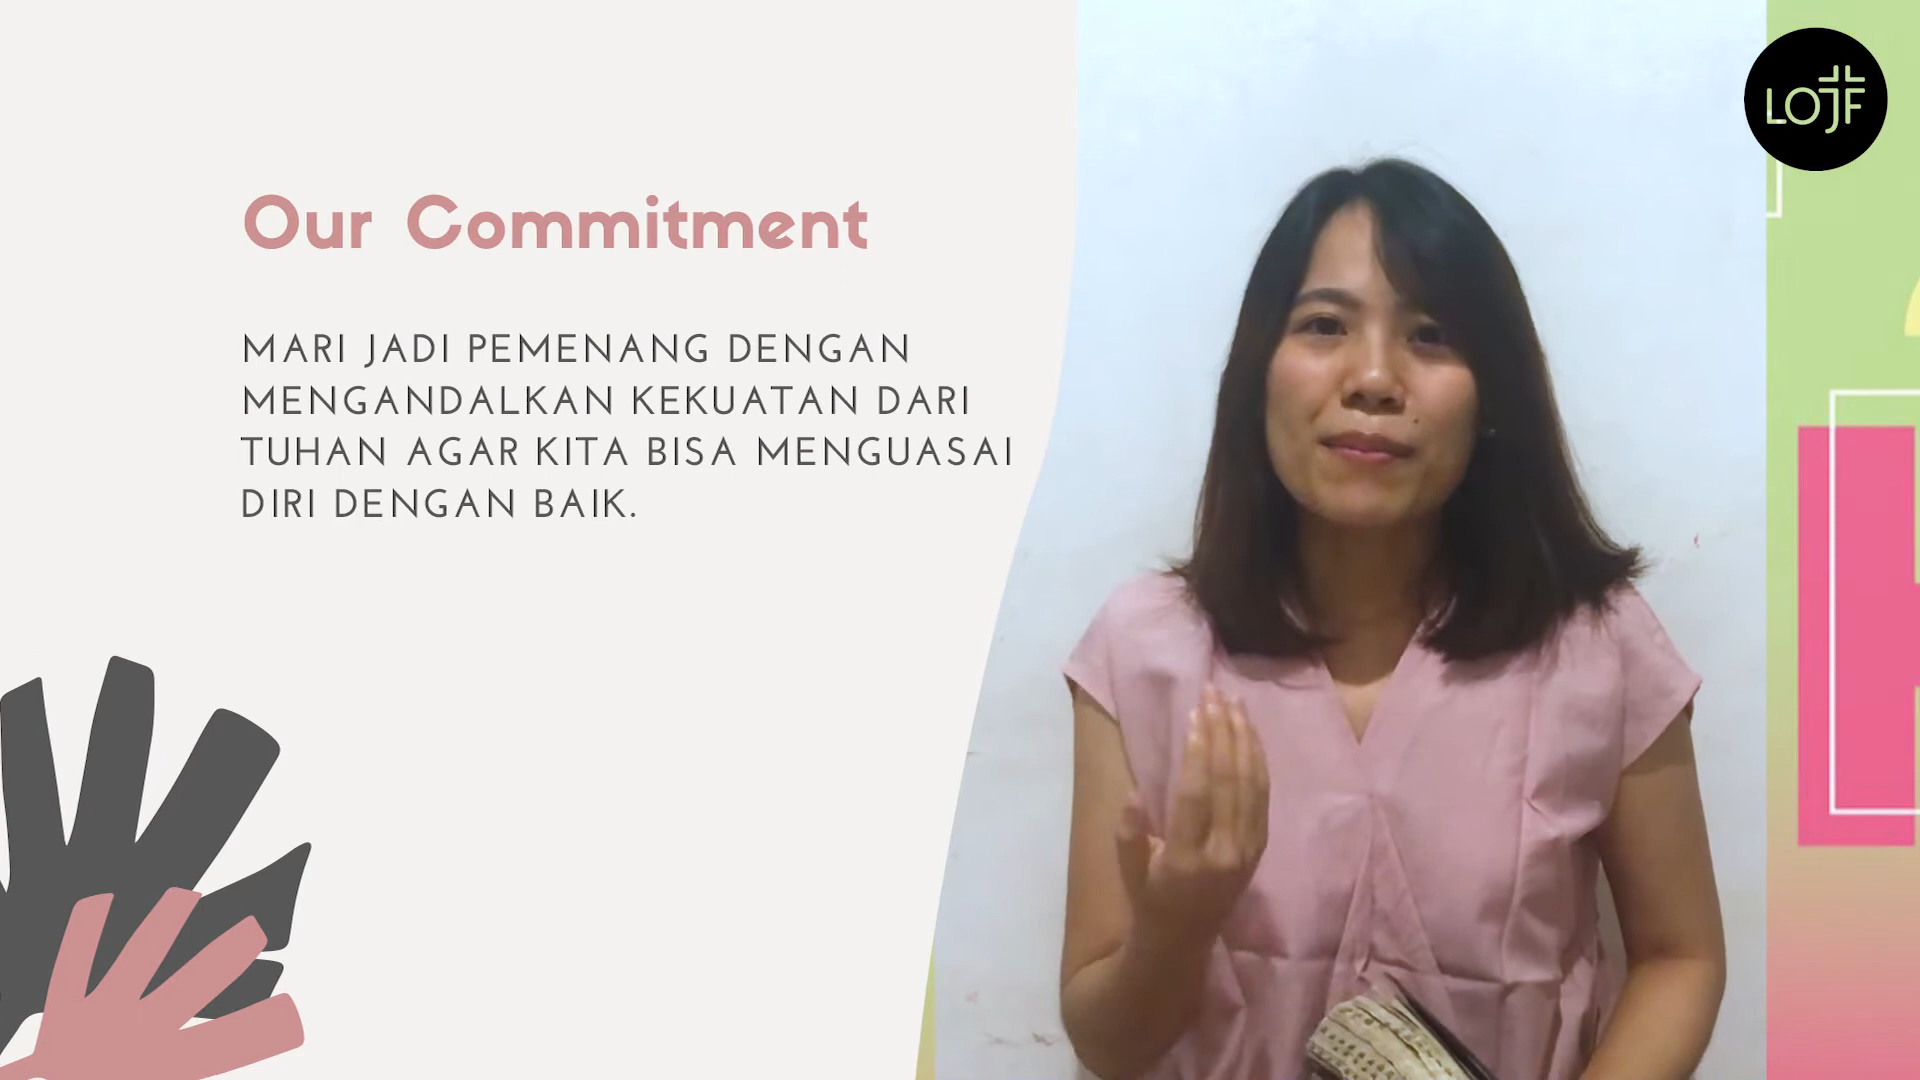 LOJF
Our Commitment
MARI JADI PEMENANG DENGAN
MENGANDALKAN KEKUATAN DARI
TUHAN AGAR KITA BISA MENGUASAI
DIRI DENGAN BAIK.